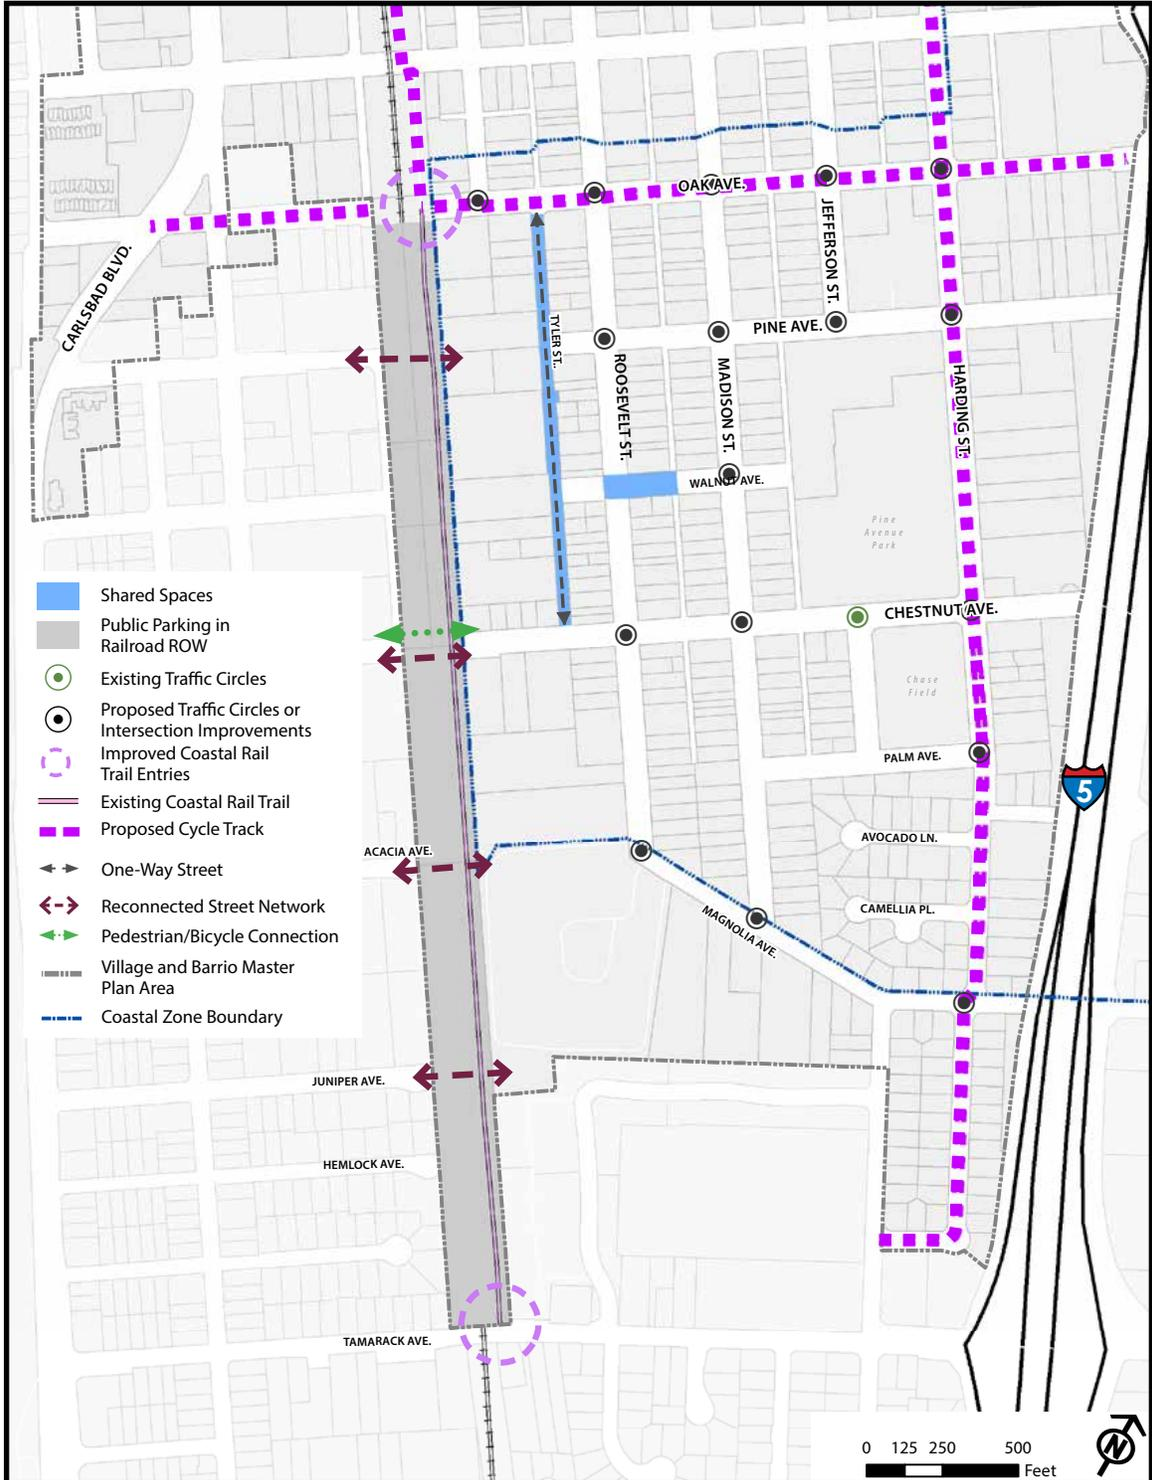 OAK AVE.
CARLSBAD BLVD.
JEFFERSON ST.
TYLER ST.
PINE AVE.
ROOSEVELT ST.
MADISON ST.
HARDING ST.
WALNUT AVE.
Pine
Avenue
Park
CHESTNUT AVE.
Chase
Field
PALM AVE.
5
AVOCADO LN.
CAMELLIA PL.
MAGNOLIA AVE.
ACACIA AVE.
JUNIPER AVE.
HEMLOCK AVE.
TAMARACK AVE.
Shared Spaces
Public Parking in
Railroad ROW
Existing Traffic Circles
Proposed Traffic Circles or
Intersection Improvements
Improved Coastal Rail
Trail Entries
Existing Coastal Rail Trail
Proposed Cycle Track
One-Way Street
Reconnected Street Network
Pedestrian/Bicycle Connection
Village and Barrio Master
Plan Area
Coastal Zone Boundary
0 125 250 500
Feet
N